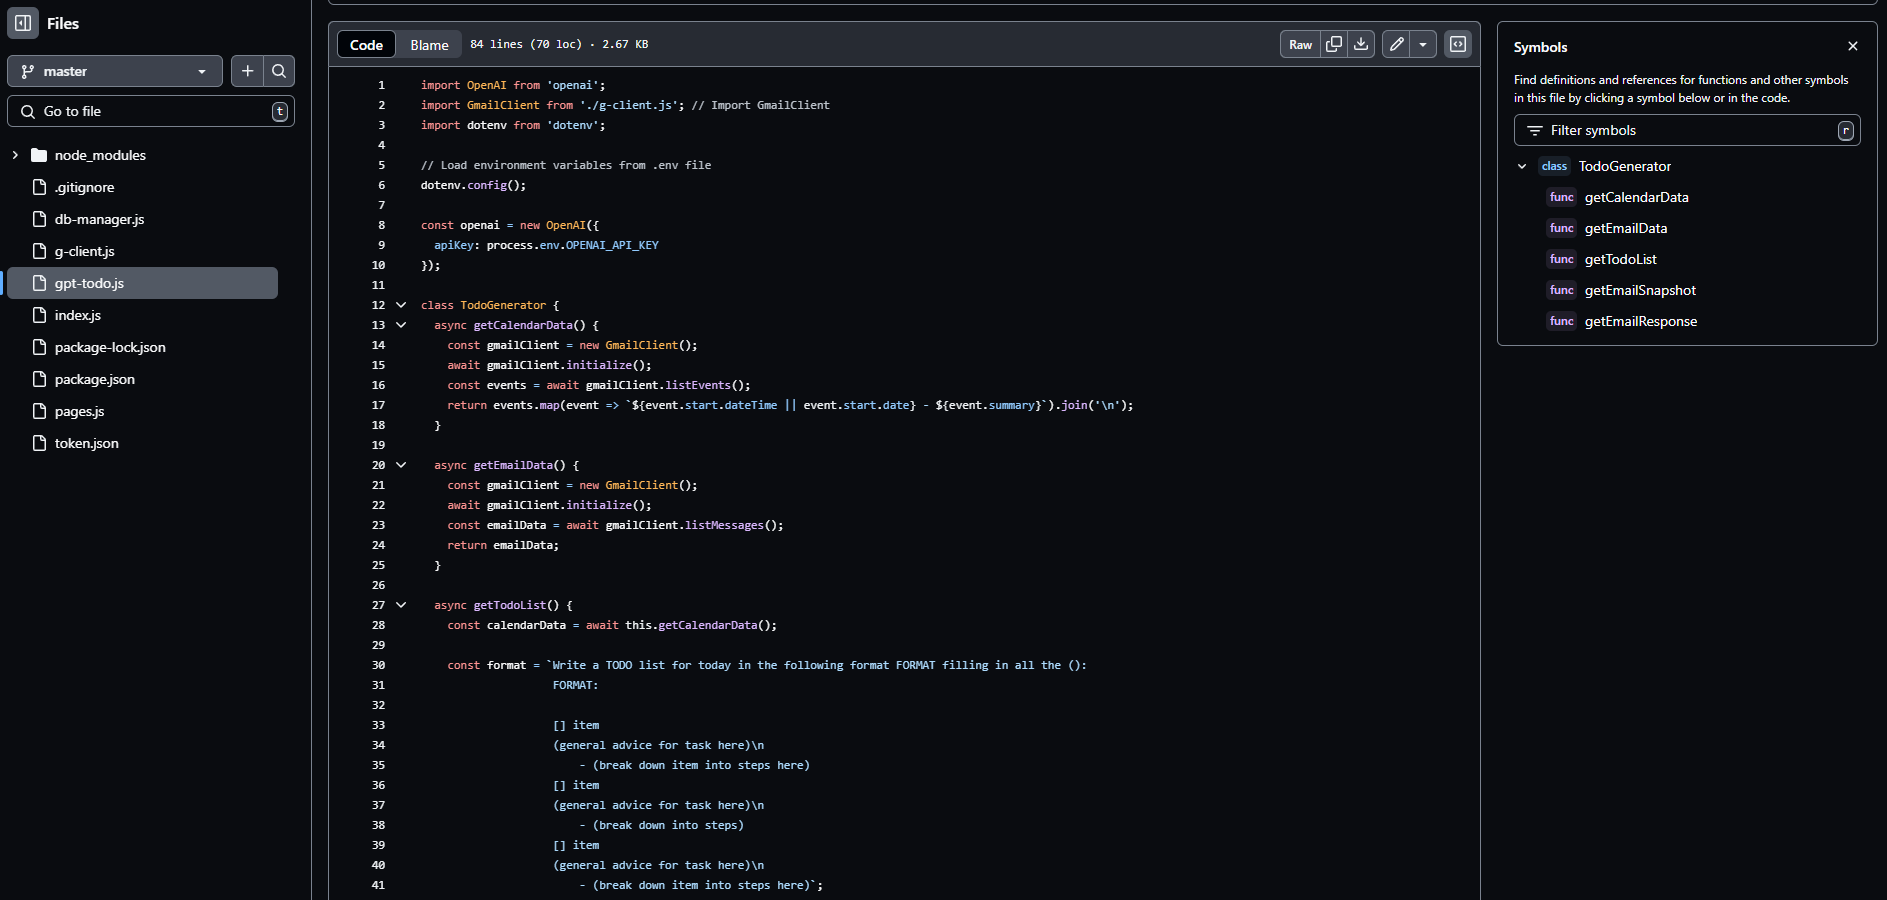 Files
master
Go to file
t
node_modules
.gitignore
db-manager.js
g-client.js
gpt-todo.js
index.js
package-lock.json
package.json
pages.js
token.json
Code Blame 84 lines (70 loc) · 2.67 KB Raw
1 import OpenAI from 'openai';
2 import GmailClient from './g-client.js'; // Import GmailClient
3 import dotenv from 'dotenv';
4
5 // Load environment variables from .env file
6 dotenv.config();
7
8 const openai = new OpenAI({
9   apiKey: process.env.OPENAI_API_KEY
10 });
11
12 class TodoGenerator {
13   async getCalendarData() {
14     const gmailClient = new GmailClient();
15     await gmailClient.initialize();
16     const events = await gmailClient.listEvents();
17     return events.map(event => `${event.start.dateTime || event.start.date} - ${event.summary}`).join('\n');
18   }
19
20   async getEmailData() {
21     const gmailClient = new GmailClient();
22     await gmailClient.initialize();
23     const emailData = await gmailClient.listMessages();
24     return emailData;
25   }
26
27   async getTodoList() {
28     const calendarData = await this.getCalendarData();
29
30     const format = `Write a TODO list for today in the following format FORMAT filling in all the ():
31                     FORMAT:
32
33                     [] item
34                     (general advice for task here)\n
35                         - (break down item into steps here)
36                     [] item
37                     (general advice for task here)\n
38                         - (break down into steps)
39                     [] item
40                     (general advice for task here)\n
41                         - (break down item into steps here)`;
Symbols
Find definitions and references for functions and other symbols
in this file by clicking a symbol below or in the code.
Filter symbols
r
class TodoGenerator
func getCalendarData
func getEmailData
func getTodoList
func getEmailSnapshot
func getEmailResponse